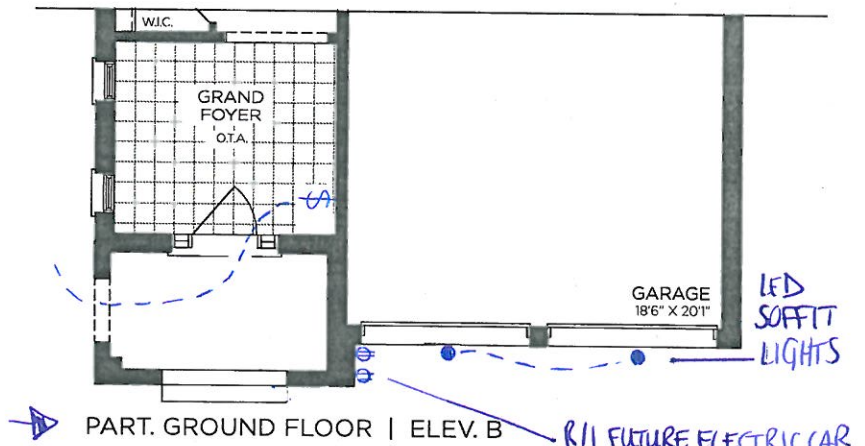 W.I.C.
GRAND
FOYER
O.T.A.
$
GARAGE
18'6" X 20'1"
LED
SOFFIT
LIGHTS
PART. GROUND FLOOR | ELEV. B
R/I FUTURE ELECTRIC CAR